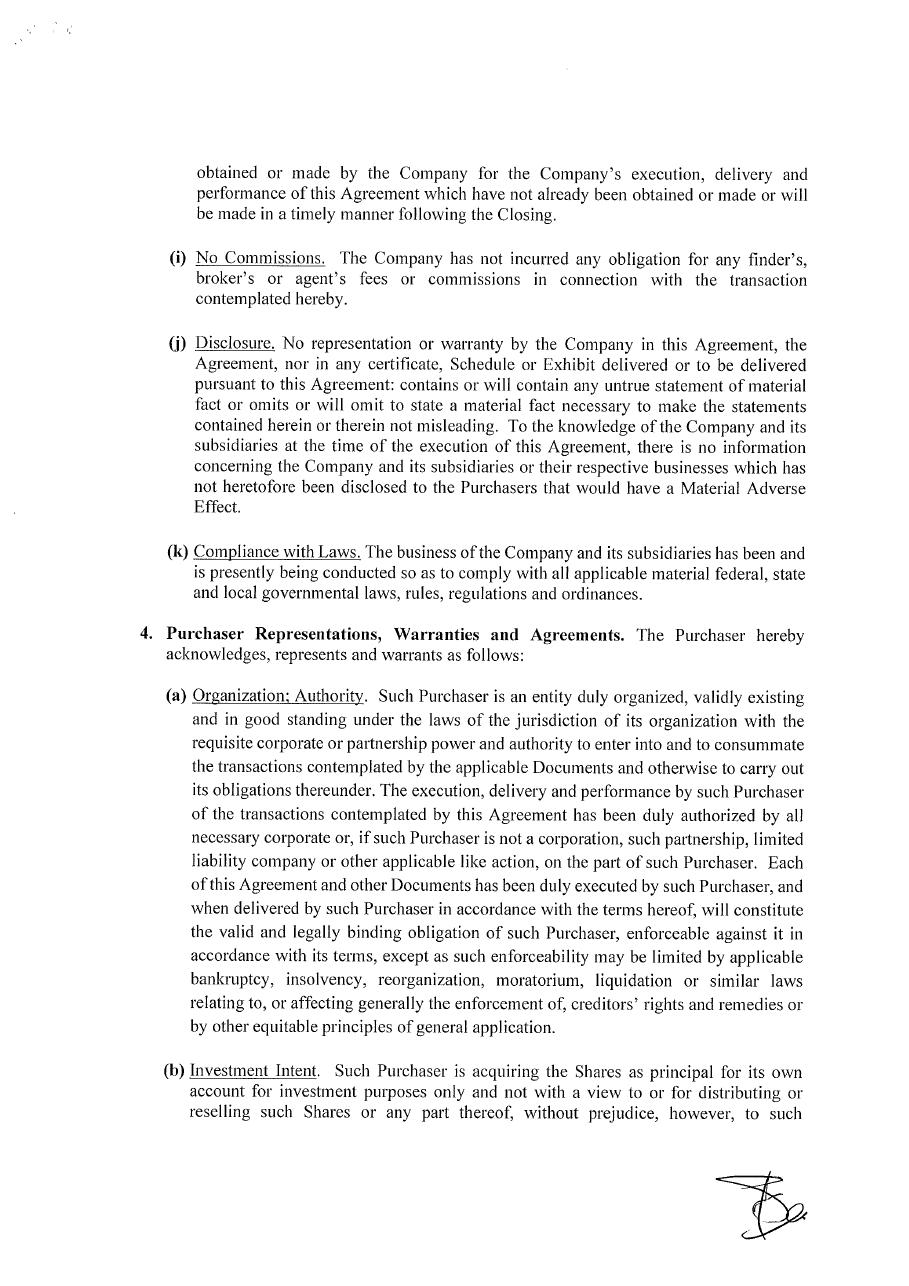 obtained or made by the Company for the Company's execution, delivery and
performance of this Agreement which have not already been obtained or made or will
be made in a timely manner following the Closing.
(i) No Commissions. The Company has not incurred any obligation for any finder's,
broker's or agent's fees or commissions in connection with the transaction
contemplated hereby.
(j) Disclosure. No representation or warranty by the Company in this Agreement, the
Agreement, nor in any certificate, Schedule or Exhibit delivered or to be delivered
pursuant to this Agreement: contains or will contain any untrue statement of material
fact or omits or will omit to state a material fact necessary to make the statements
contained herein or therein not misleading. To the knowledge of the Company and its
subsidiaries at the time of the execution of this Agreement, there is no information
concerning the Company and its subsidiaries or their respective businesses which has
not heretofore been disclosed to the Purchasers that would have a Material Adverse
Effect.
(k) Compliance with Laws. The business of the Company and its subsidiaries has been and
is presently being conducted so as to comply with all applicable material federal, state
and local governmental laws, rules, regulations and ordinances.
4. Purchaser Representations, Warranties and Agreements. The Purchaser hereby
acknowledges, represents and warrants as follows:
(a) Organization; Authority. Such Purchaser is an entity duly organized, validly existing
and in good standing under the laws of the jurisdiction of its organization with the
requisite corporate or partnership power and authority to enter into and to consummate
the transactions contemplated by the applicable Documents and otherwise to carry out
its obligations thereunder. The execution, delivery and performance by such Purchaser
of the transactions contemplated by this Agreement has been duly authorized by all
necessary corporate or, if such Purchaser is not a corporation, such partnership, limited
liability company or other applicable like action, on the part of such Purchaser. Each
of this Agreement and other Documents has been duly executed by such Purchaser, and
when delivered by such Purchaser in accordance with the terms hereof, will constitute
the valid and legally binding obligation of such Purchaser, enforceable against it in
accordance with its terms, except as such enforceability may be limited by applicable
bankruptcy, insolvency, reorganization, moratorium, liquidation or similar laws
relating to, or affecting generally the enforcement of, creditors' rights and remedies or
by other equitable principles of general application.
(b) Investment Intent. Such Purchaser is acquiring the Shares as principal for its own
account for investment purposes only and not with a view to or for distributing or
reselling such Shares or any part thereof, without prejudice, however, to such